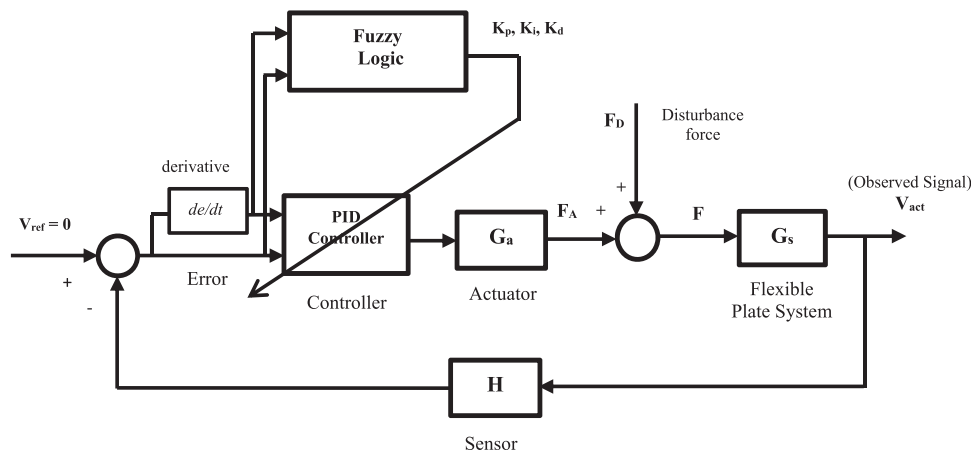 Fuzzy
Logic
Kp, Ki, Kd
FD
Disturbance
force
+
derivative
de/dt
Vref = 0
+
-
Error
PID
Controller
Controller
Ga
Actuator
FA
+
F
Gs
Flexible
Plate System
(Observed Signal)
Vact
H
Sensor